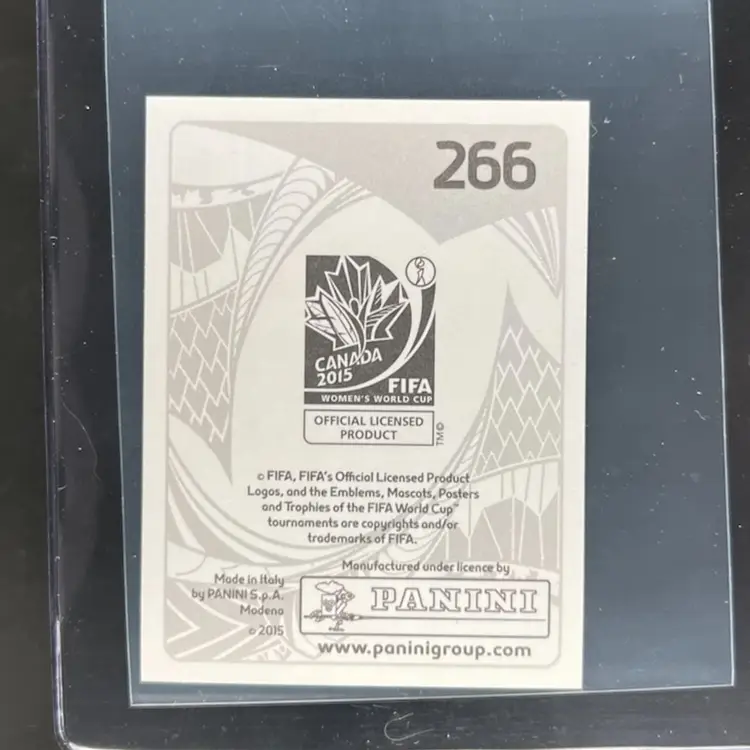 266
CANADA
2015
FIFA
WOMEN'S WORLD CUP
OFFICIAL LICENSED
PRODUCT
TM©
© FIFA, FIFA's Official Licensed Product
Logos, and the Emblems, Mascots, Posters
and Trophies of the FIFA World Cup™
tournaments are copyrights and/or
trademarks of FIFA.
Manufactured under licence by
Made in Italy
by PANINI S.p.A.
Modena
© 2015
PANINI
www.paninigroup.com